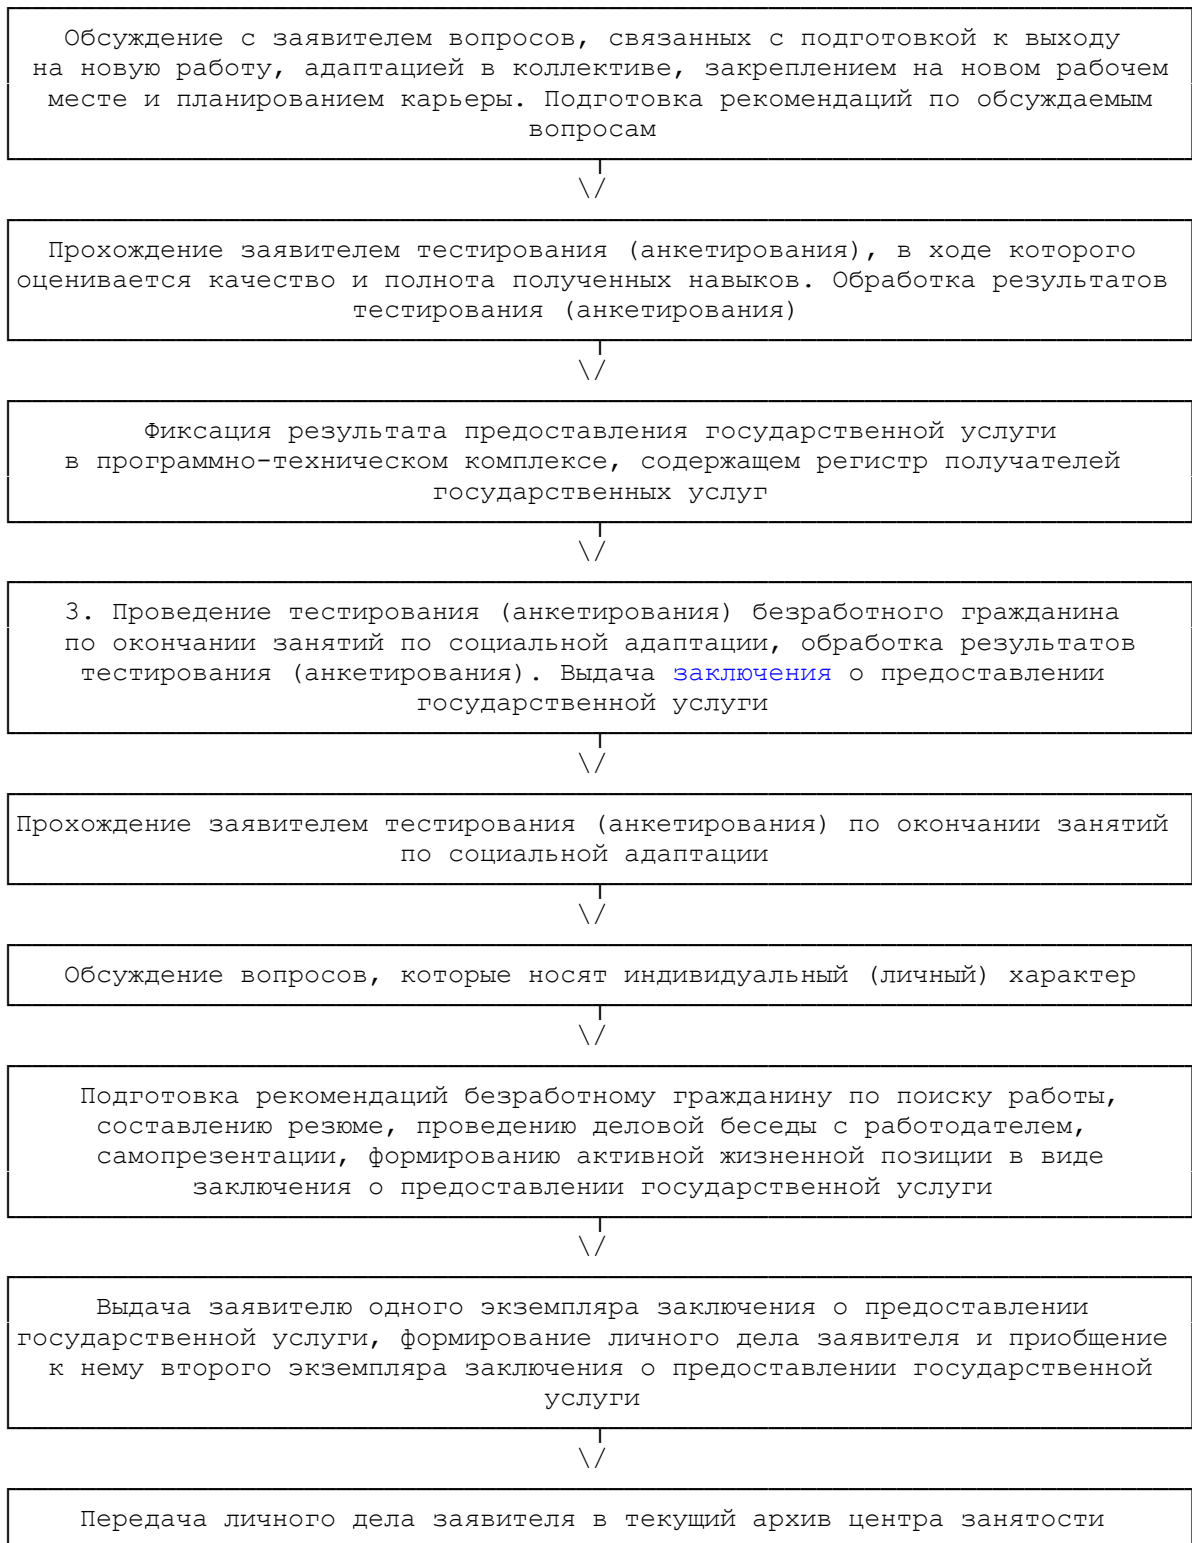 Обсуждение с заявителем вопросов, связанных с подготовкой к выходу
на новую работу, адаптацией в коллективе, закреплением на новом рабочем
месте и планированием карьеры. Подготовка рекомендаций по обсуждаемым
вопросам
\/
Прохождение заявителем тестирования (анкетирования), в ходе которого
оценивается качество и полнота полученных навыков. Обработка результатов
тестирования (анкетирования)
\/
Фиксация результата предоставления государственной услуги
в программно-техническом комплексе, содержащем регистр получателей
государственных услуг
\/
3. Проведение тестирования (анкетирования) безработного гражданина
по окончании занятий по социальной адаптации, обработка результатов
тестирования (анкетирования). Выдача заключения о предоставлении
государственной услуги
\/
Прохождение заявителем тестирования (анкетирования) по окончании занятий
по социальной адаптации
\/
Обсуждение вопросов, которые носят индивидуальный (личный) характер
\/
Подготовка рекомендаций безработному гражданину по поиску работы,
составлению резюме, проведению деловой беседы с работодателем,
самопрезентации, формированию активной жизненной позиции в виде
заключения о предоставлении государственной услуги
\/
Выдача заявителю одного экземпляра заключения о предоставлении
государственной услуги, формирование личного дела заявителя и приобщение
к нему второго экземпляра заключения о предоставлении государственной
услуги
\/
Передача личного дела заявителя в текущий архив центра занятости